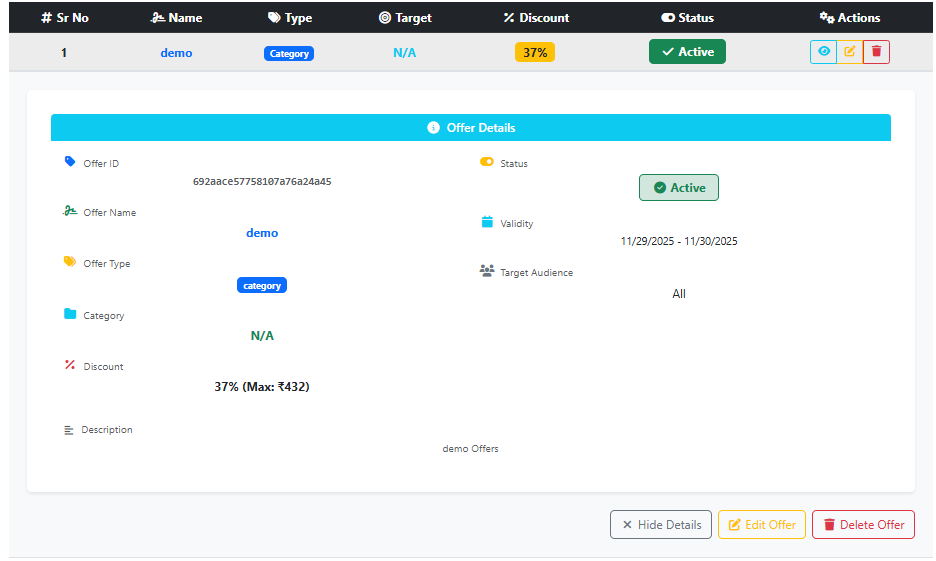 # Sr No Name Type Target Discount Status Actions
1 demo Category N/A 37% Active
Offer Details
Offer ID
692aace57758107a76a24a45
Offer Name
demo
Offer Type
category
Category
N/A
Discount
37% (Max: ₹432)
Status
Active
Validity
11/29/2025 - 11/30/2025
Target Audience
All
Description
demo Offers
Hide Details Edit Offer Delete Offer